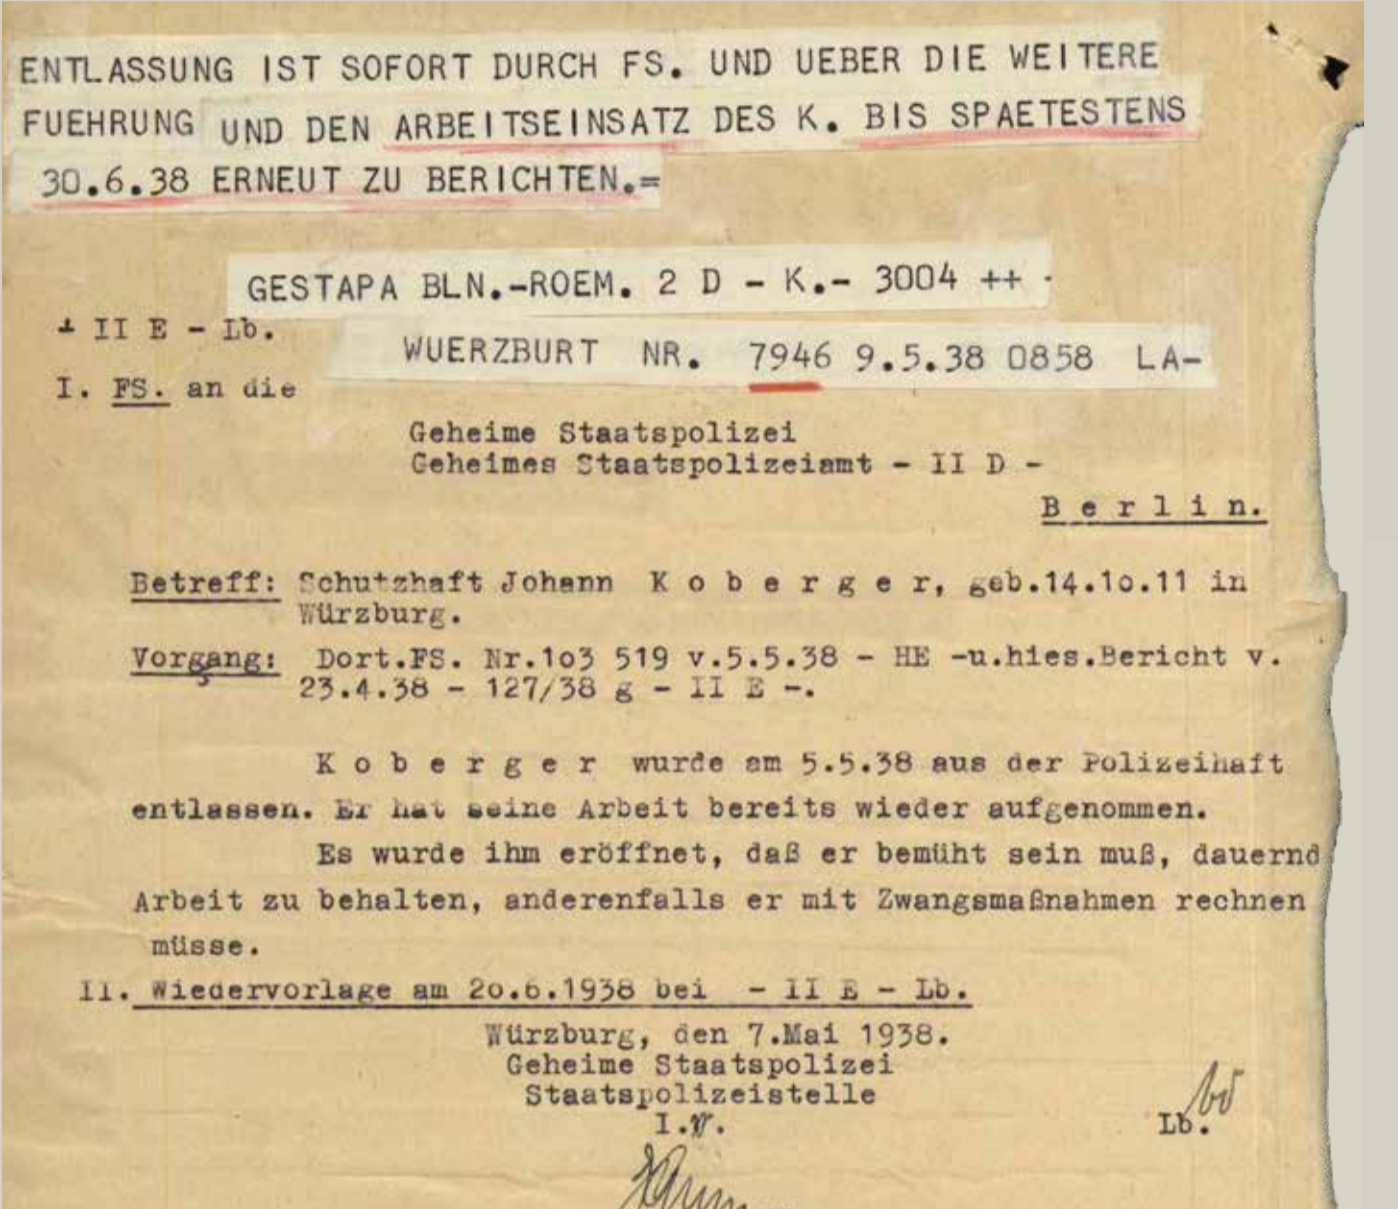 ENTLASSUNG IST SOFORT DURCH FS. UND UEBER DIE WEITERE
FUEHRUNG UND DEN ARBEITSEINSATZ DES K. BIS SPAETESTENS
30.6.38 ERNEUT ZU BERICHTEN.=
GESTAPA BLN.-ROEM. 2 D - K.- 3004 ++
II E - Lb.
WUERZBURT NR. 7946 9.5.38 0858 LA-
I. FS. an die
Geheime Staatspolizei
Geheimes Staatspolizeiamt - II D -
B e r l i n.
Betreff: Schutzhaft Johann K o b e r g e r, geb.14.10.11 in
Würzburg.
Vorgang: Dort.FS. Nr.103 519 v.5.5.38 - HE -u.hies.Bericht v.
23.4.38 - 127/38 g - II E -.
K o b e r g e r wurde am 5.5.38 aus der Polizeihaft
entlassen. Er hat seine Arbeit bereits wieder aufgenommen.
Es wurde ihm eröffnet, daß er bemüht sein muß, dauernd
Arbeit zu behalten, anderenfalls er mit Zwangsmaßnahmen rechnen
müsse.
II. Wiedervorlage am 20.6.1938 bei - II E - Lb.
Würzburg, den 7.Mai 1938.
Geheime Staatspolizei
Staatspolizeistelle
I.V.
Lb.